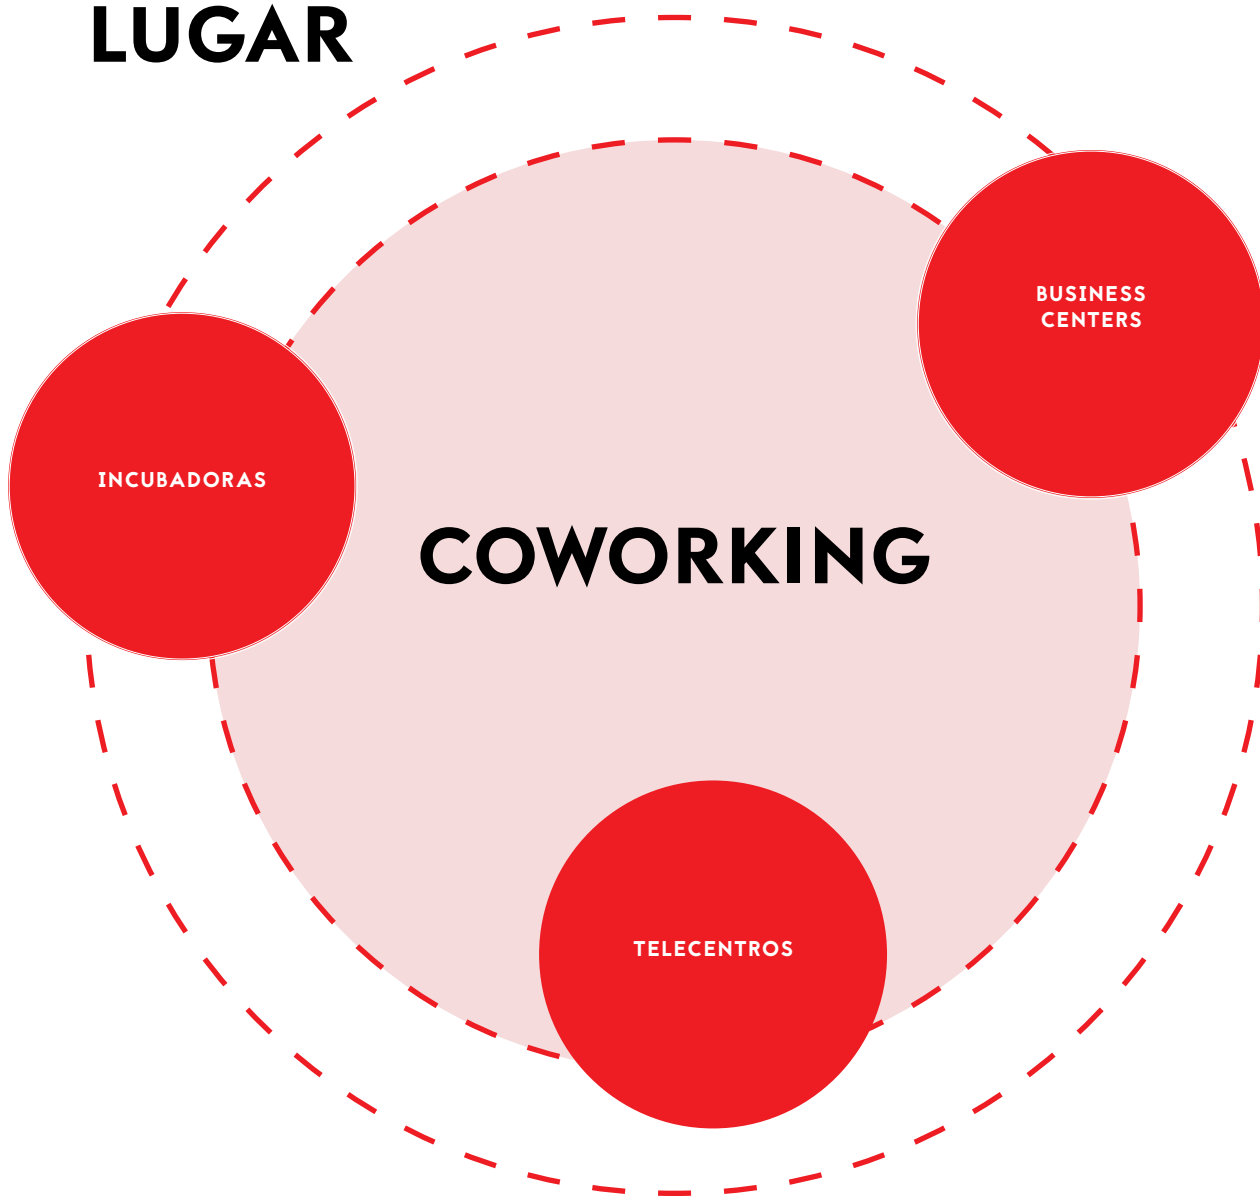 LUGAR
BUSINESS
CENTERS
INCUBADORAS
COWORKING
TELECENTROS